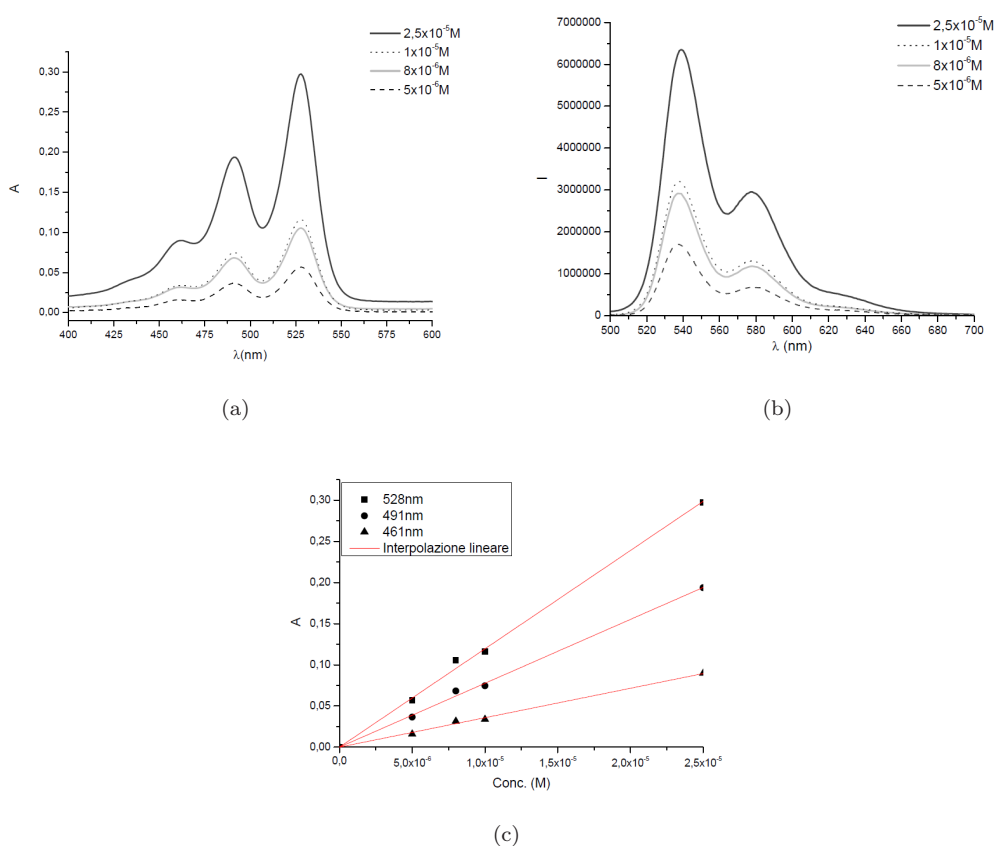 2,5x10⁻⁵M
1x10⁻⁵M
8x10⁻⁶M
5x10⁻⁶M
0,30
0,25
0,20
0,15
0,10
0,05
0,00
A
400 425 450 475 500 525 550 575 600
λ(nm)
(a)
2,5x10⁻⁵M
1x10⁻⁵M
8x10⁻⁶M
5x10⁻⁶M
7000000
6000000
5000000
4000000
3000000
2000000
1000000
0
I
500 520 540 560 580 600 620 640 660 680 700
λ (nm)
(b)
528nm
491nm
461nm
Interpolazione lineare
0,30
0,25
0,20
0,15
0,10
0,05
0,00
A
0,0 5,0x10⁻⁶ 1,0x10⁻⁵ 1,5x10⁻⁵ 2,0x10⁻⁵ 2,5x10⁻⁵
Conc. (M)
(c)